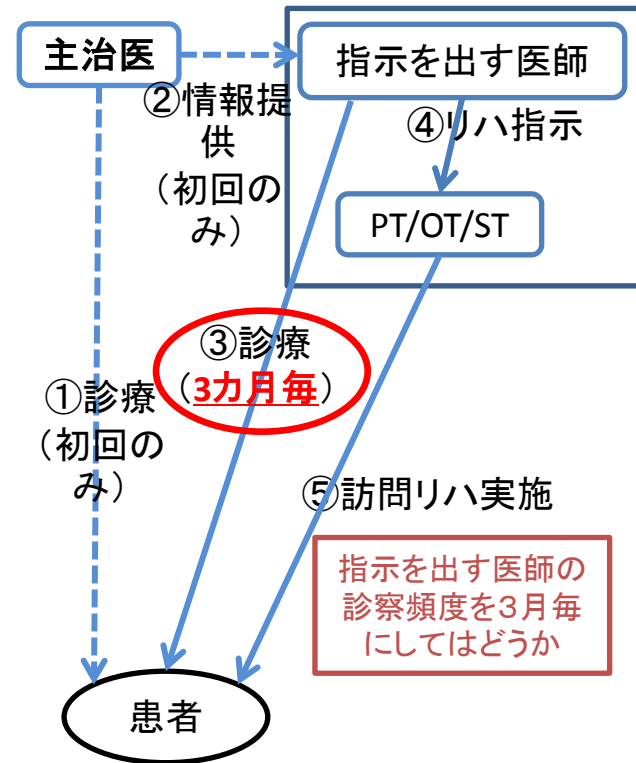 主治医
指示を出す医師
②情報提
供
（初回の
み）
④リハ指示
PT/OT/ST
③診療
（3カ月毎）
①診療
（初回の
み）
⑤訪問リハ実施
指示を出す医師の
診察頻度を３月毎
にしてはどうか
患者